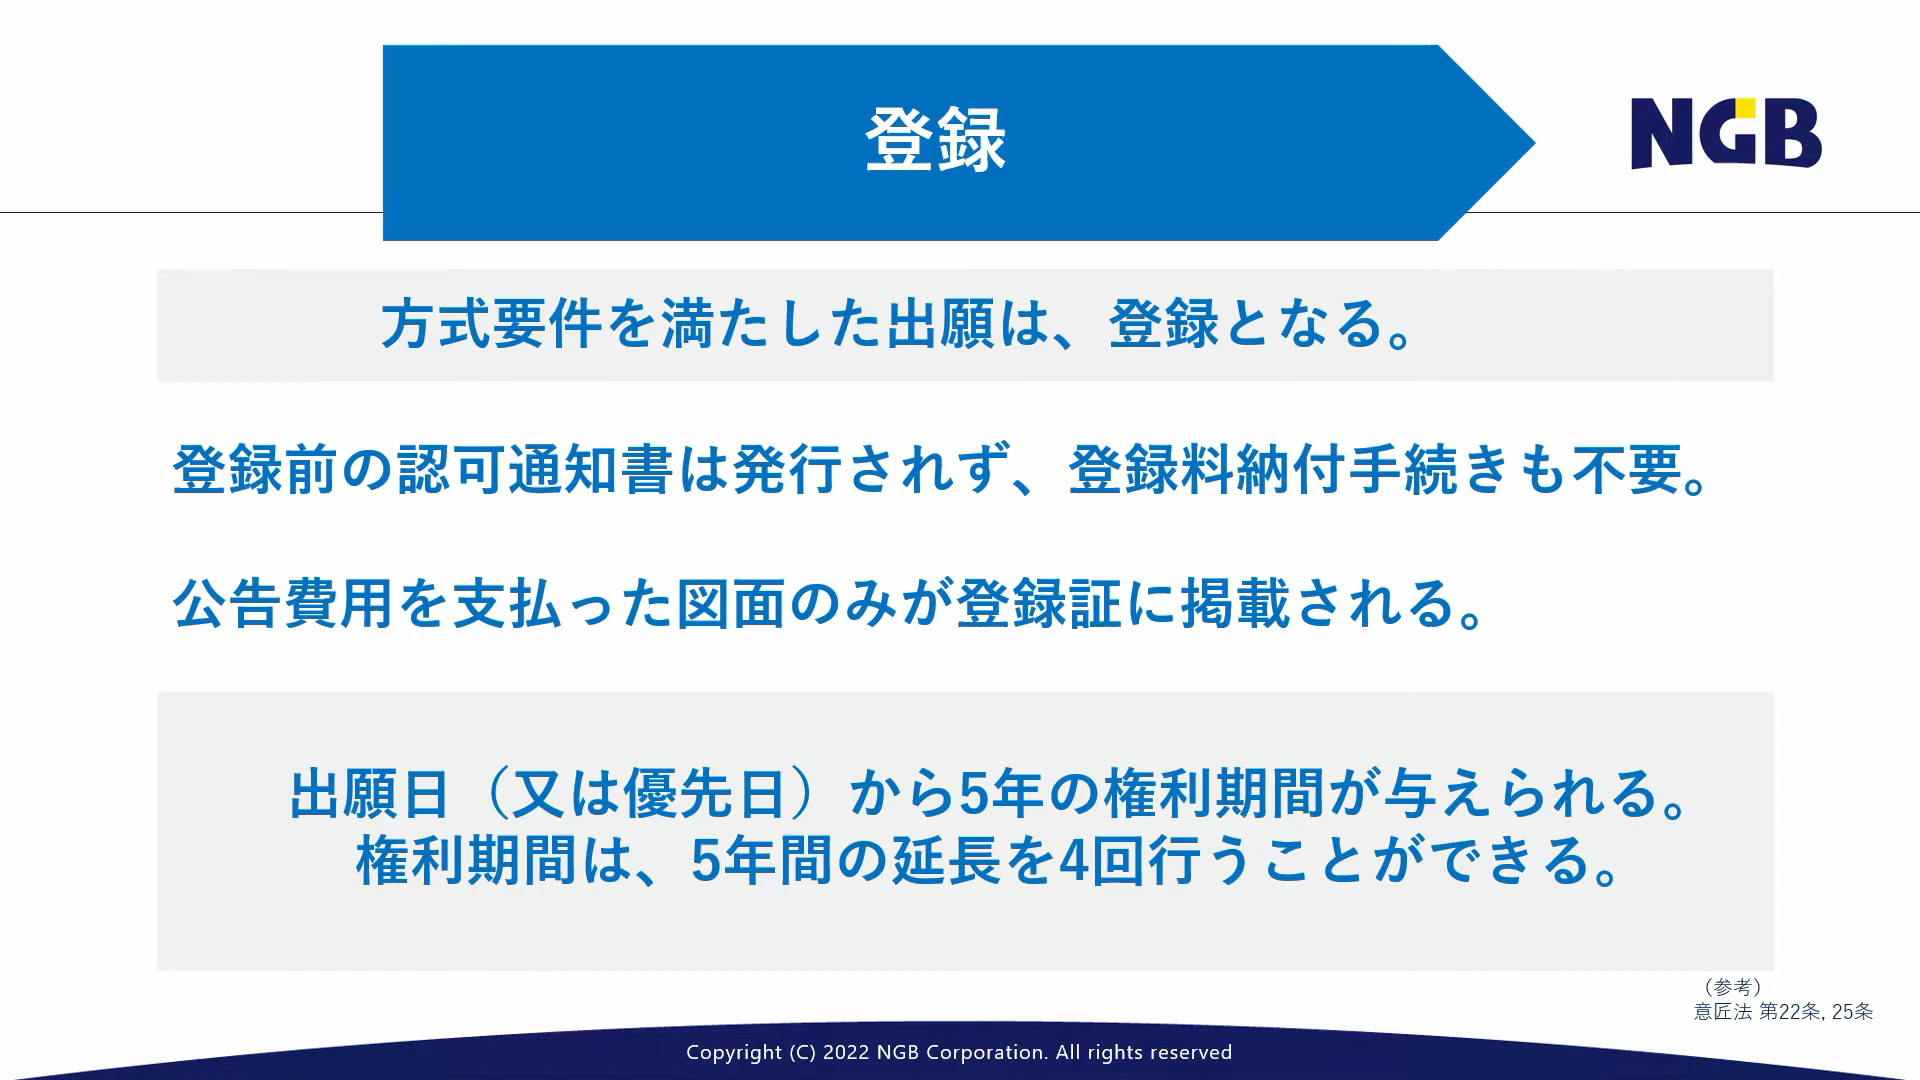 登録
NGB
方式要件を満たした出願は、登録となる。
登録前の認可通知書は発行されず、登録料納付手続きも不要。
公告費用を支払った図面のみが登録証に掲載される。
出願日（又は優先日）から5年の権利期間が与えられる。
権利期間は、5年間の延長を4回行うことができる。
（参考）
意匠法 第22条, 25条
Copyright (C) 2022 NGB Corporation. All rights reserved